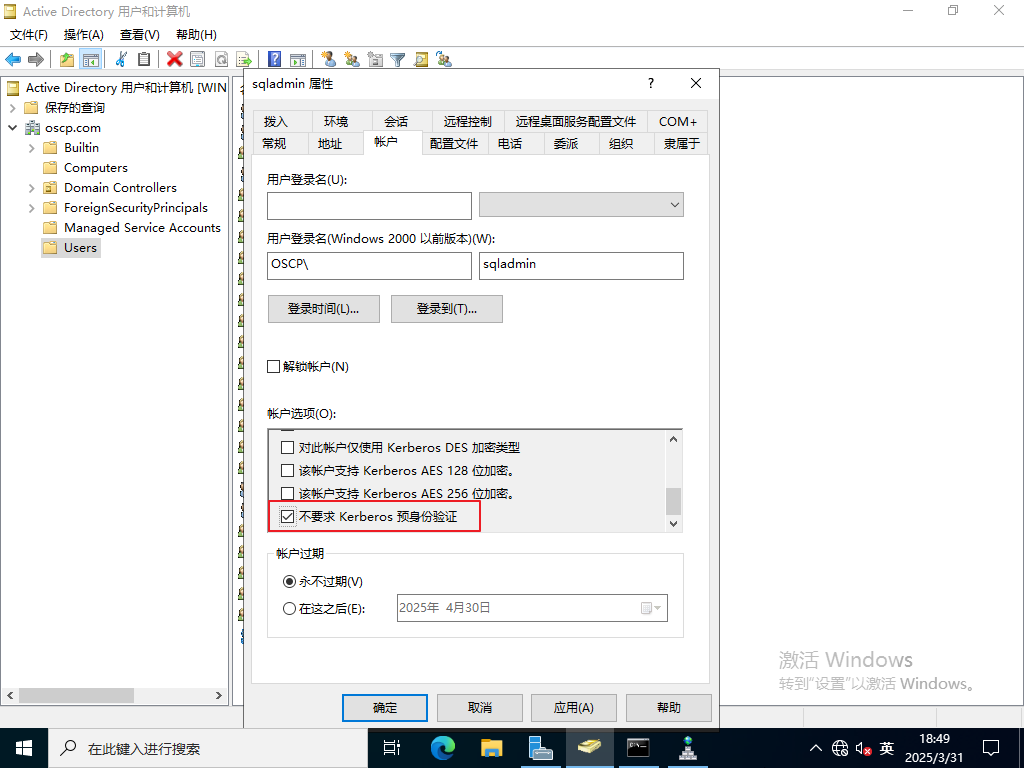 Active Directory 用户和计算机
文件(F) 操作(A) 查看(V) 帮助(H)
Active Directory 用户和计算机 [WIN
保存的查询
oscp.com
Builtin
Computers
Domain Controllers
ForeignSecurityPrincipals
Managed Service Accounts
Users
sqladmin 属性
?
拨入 环境 会话 远程控制 远程桌面服务配置文件 COM+
常规 地址 帐户 配置文件 电话 委派 组织 隶属于
用户登录名(U):
用户登录名(Windows 2000 以前版本)(W):
OSCP\ sqladmin
登录时间(L)... 登录到(T)...
解锁帐户(N)
帐户选项(O):
对此帐户仅使用 Kerberos DES 加密类型
该帐户支持 Kerberos AES 128 位加密。
该帐户支持 Kerberos AES 256 位加密。
不要求 Kerberos 预身份验证
帐户过期
永不过期(V)
在这之后(E): 2025年 4月30日
确定 取消 应用(A) 帮助
激活 Windows
转到"设置"以激活 Windows。
在此键入进行搜索
英
18:49
2025/3/31